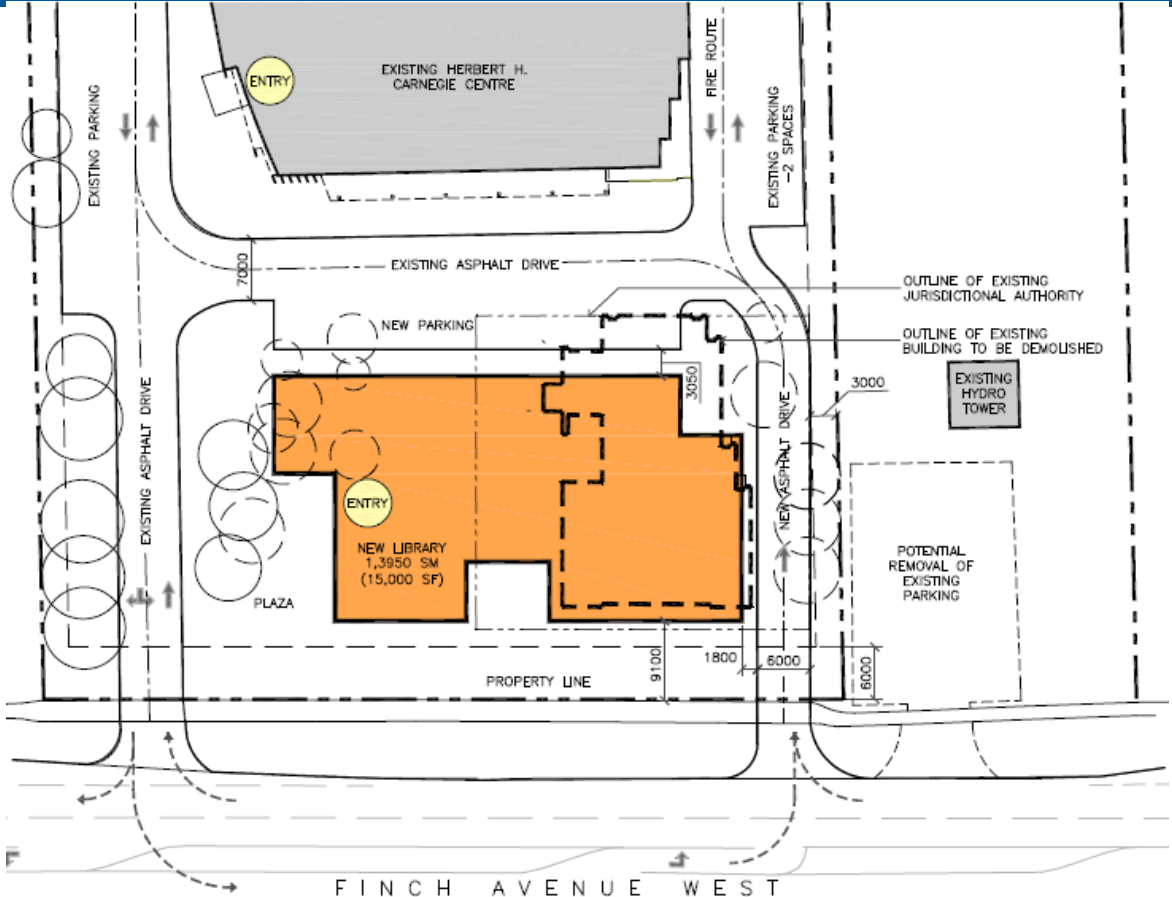 EXISTING PARKING
ENTRY
EXISTING HERBERT H.
CARNEGIE CENTRE
FIRE ROUTE
EXISTING PARKING
-2 SPACES
7000
EXISTING ASPHALT DRIVE
OUTLINE OF EXISTING
JURISDICTIONAL AUTHORITY
NEW PARKING
OUTLINE OF EXISTING
BUILDING TO BE DEMOLISHED
3050
EXISTING
HYDRO
TOWER
3000
EXISTING ASPHALT DRIVE
NEW ASPHALT DRIVE
ENTRY
NEW LIBRARY
1,3950 SM
(15,000 SF)
PLAZA
POTENTIAL
REMOVAL OF
EXISTING
PARKING
9100
1800
6000
6000
PROPERTY LINE
FINCH AVENUE WEST